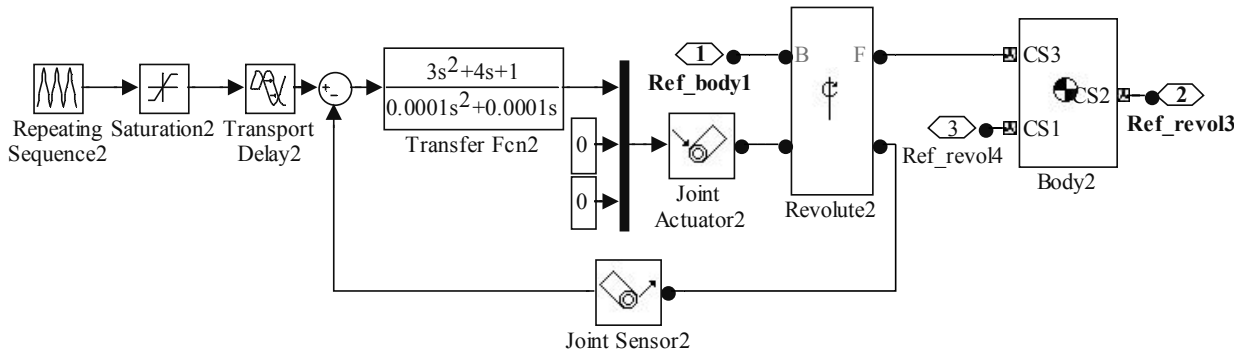 1
Ref_body1
B
F
CS3
CS2
2
Ref_revol3
3
Ref_revol4
CS1
Body2
Repeating
Sequence2
Saturation2
Transport
Delay2
+
-
3s²+4s+1
0.0001s²+0.0001s
Transfer Fcn2
0
0
Joint
Actuator2
Revolute2
Joint Sensor2